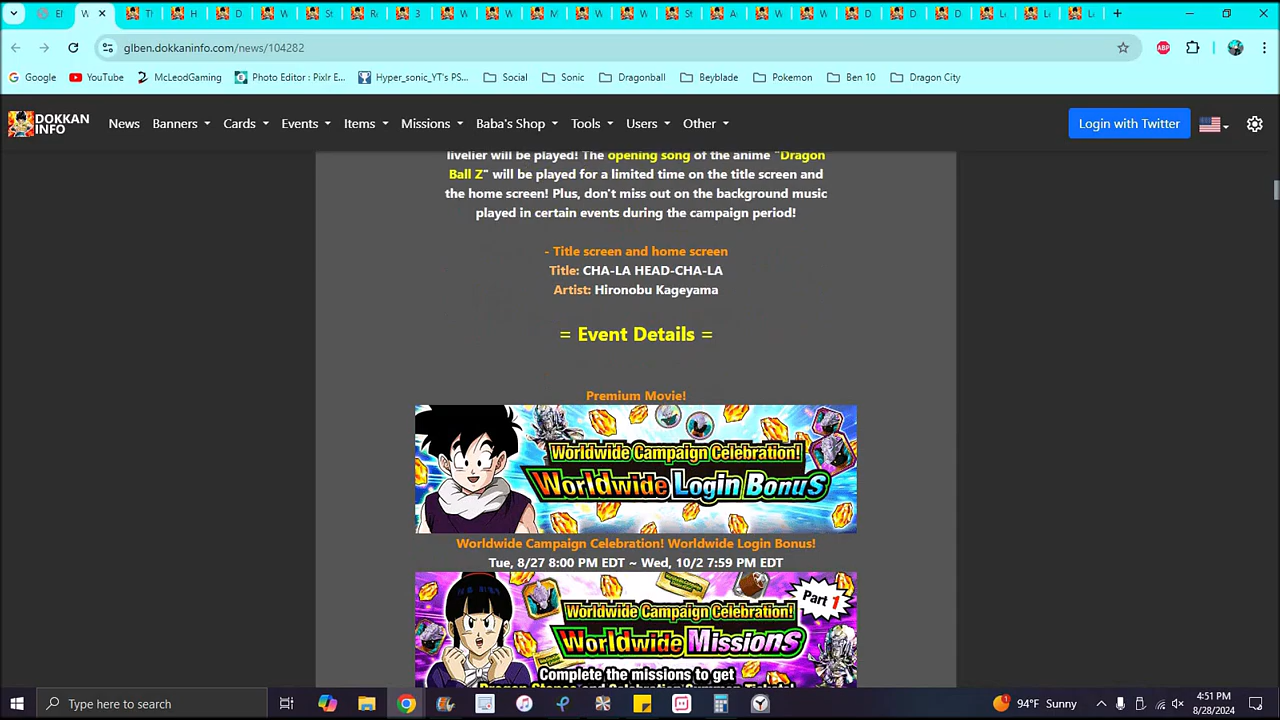 glben.dokkaninfo.com/news/104282
Google YouTube McLeodGaming Photo Editor : Pixlr E... Hyper_sonic_YT's PS... Social Sonic Dragonball Beyblade Pokemon Ben 10 Dragon City
DOKKAN INFO News Banners Cards Events Items Missions Baba's Shop Tools Users Other Login with Twitter
livelier will be played! The opening song of the anime "Dragon
Ball Z" will be played for a limited time on the title screen and
the home screen! Plus, don't miss out on the background music
played in certain events during the campaign period!
- Title screen and home screen
Title: CHA-LA HEAD-CHA-LA
Artist: Hironobu Kageyama
= Event Details =
Premium Movie!
Worldwide Campaign Celebration!
Worldwide Login Bonus
Worldwide Campaign Celebration! Worldwide Login Bonus!
Tue, 8/27 8:00 PM EDT ~ Wed, 10/2 7:59 PM EDT
Part 1
Worldwide Campaign Celebration!
Worldwide Missions
Complete the missions to get
Type here to search
94°F Sunny
4:51 PM
8/28/2024